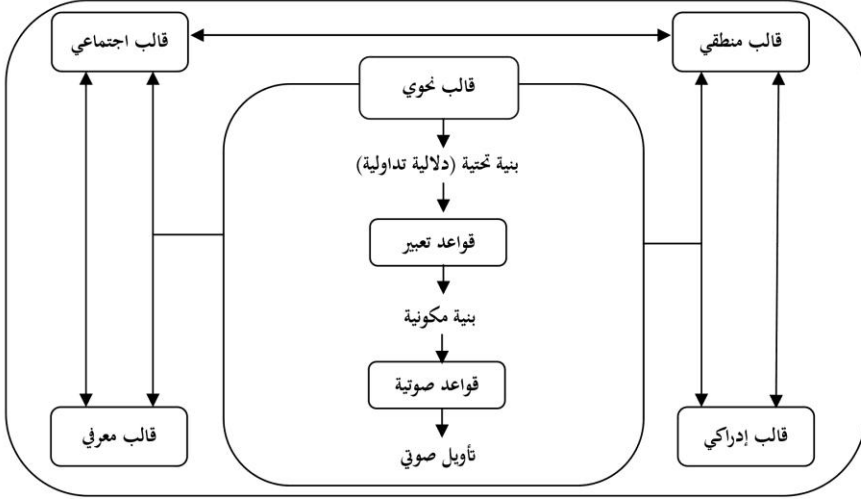 قالب منطقي
قالب اجتماعي
قالب نحوي
بنية تحتية (دلالية تداولية)
قواعد تعبير
بنية مكونية
قواعد صوتية
تأويل صوتي
قالب إدراكي
قالب معرفي